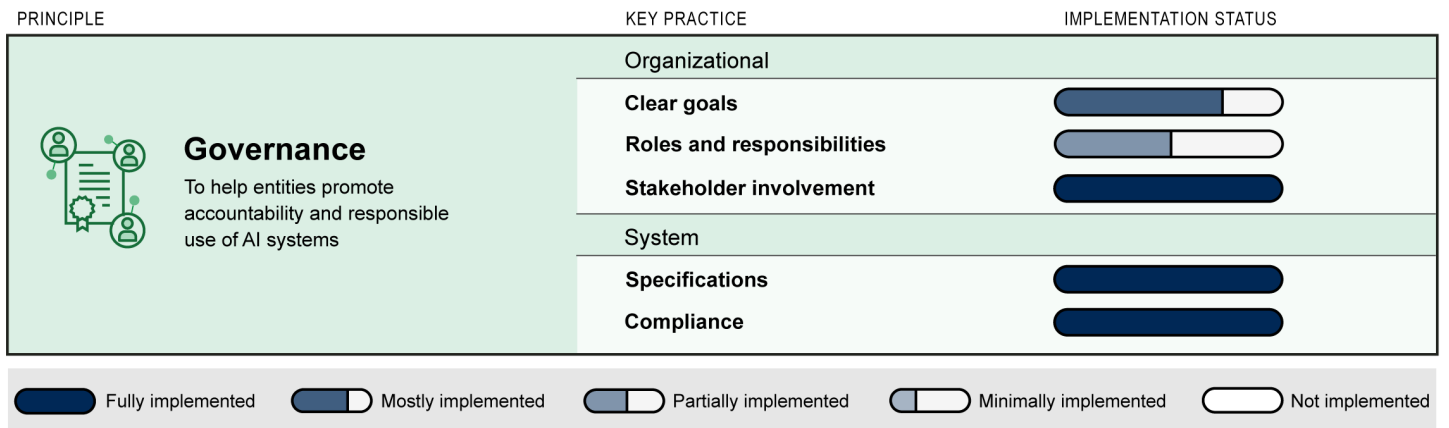 PRINCIPLE KEY PRACTICE IMPLEMENTATION STATUS
Governance
To help entities promote
accountability and responsible
use of AI systems
Organizational
Clear goals
Roles and responsibilities
Stakeholder involvement
System
Specifications
Compliance
Fully implemented Mostly implemented Partially implemented Minimally implemented Not implemented